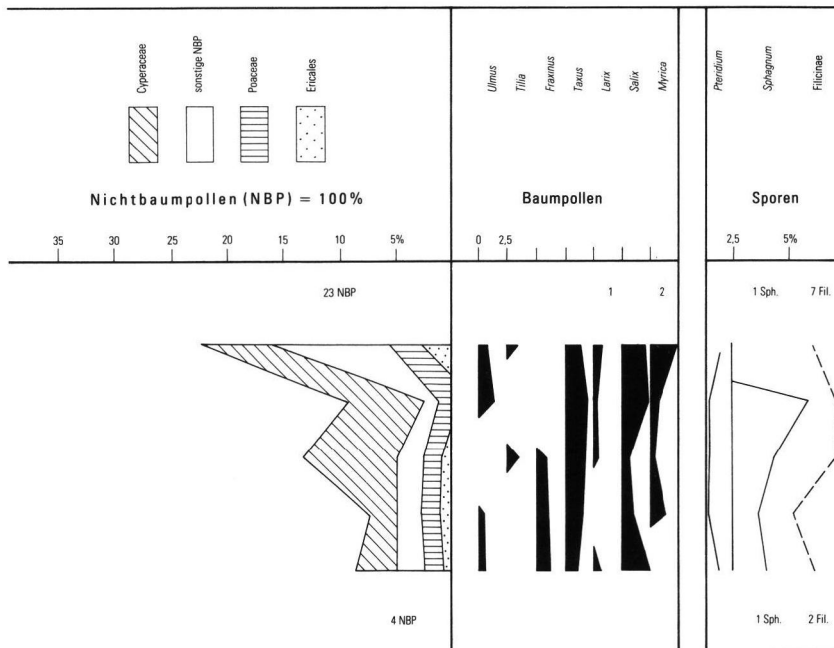 Cyperaceae
sonstige NBP
Poaceae
Ericales
Ulmus
Tilia
Fraxinus
Taxus
Larix
Salix
Myrica
Pteridium
Sphagnum
Filicinae
Nichtbaumpollen (NBP) = 100%
Baumpollen
Sporen
35 30 25 20 15 10 5%
0 2,5
2,5 5%
23 NBP
1 2
1 Sph. 7 Fil.
4 NBP
1 Sph. 2 Fil.